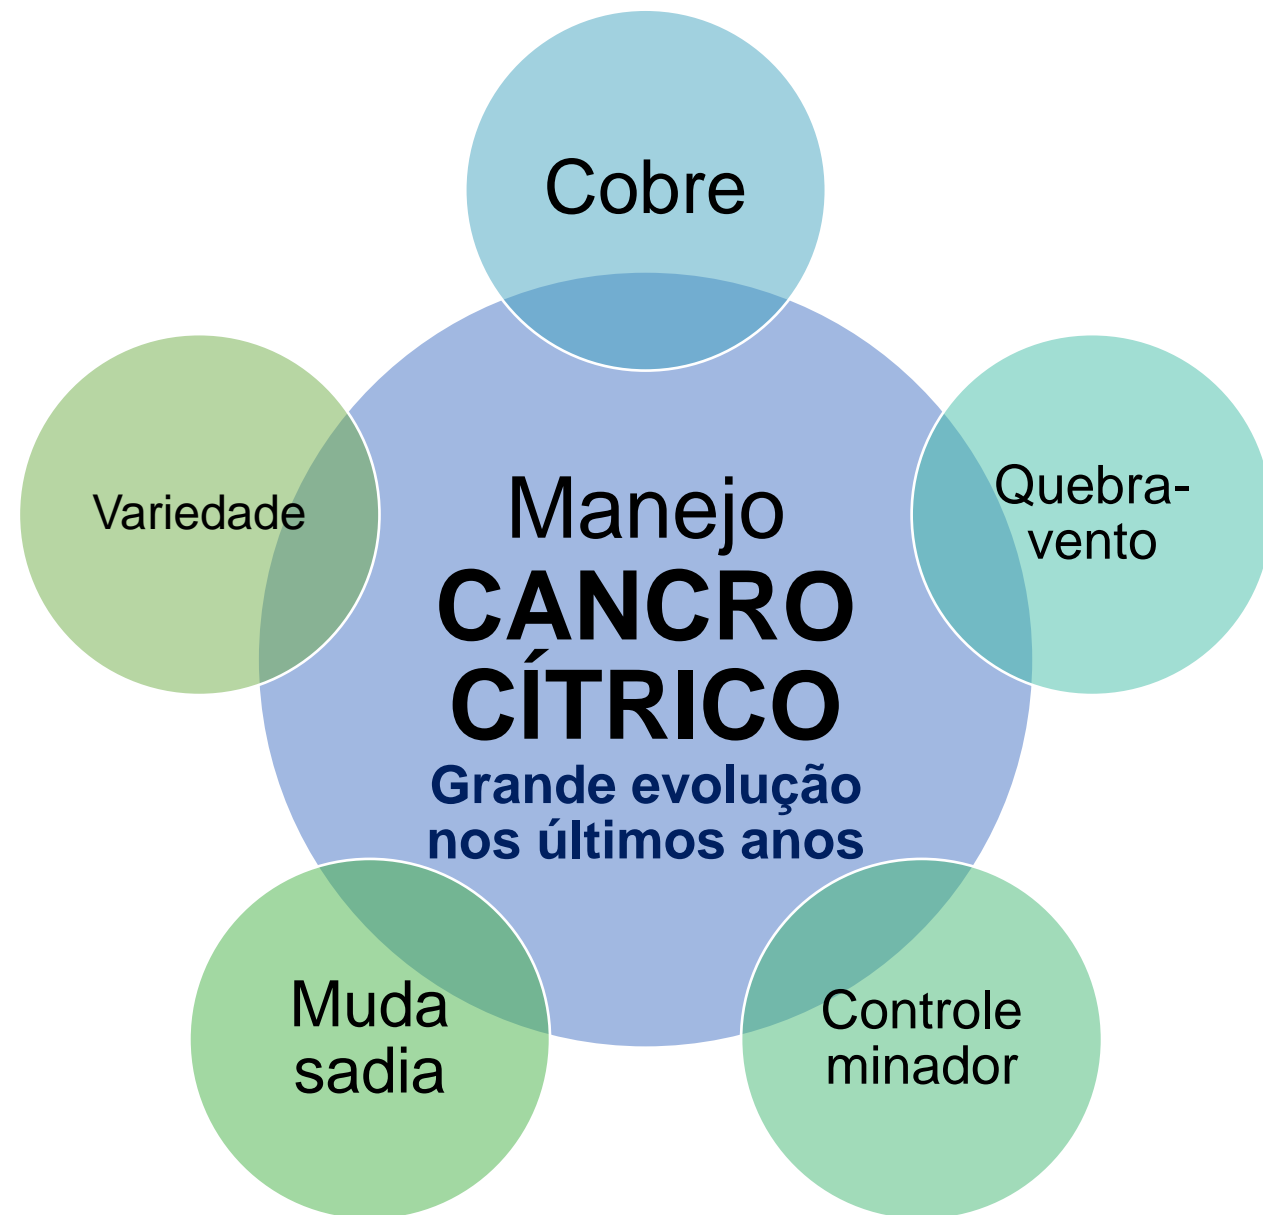 Cobre
Variedade
Quebra-
vento
Manejo
CANCRO
CÍTRICO
Grande evolução
nos últimos anos
Muda
sadia
Controle
minador